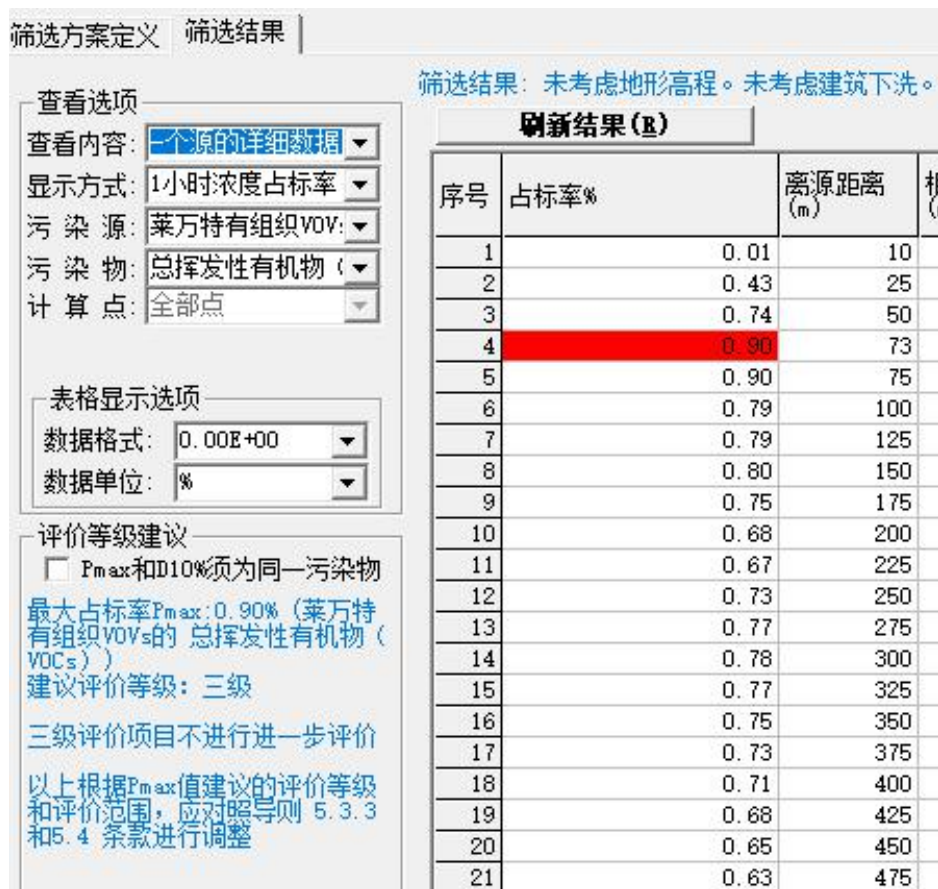 筛选方案定义 筛选结果
查看选项
查看内容: 一个源的详细数据
显示方式: 1小时浓度占标率
污 染 源: 莱万特有组织VOV
污 染 物: 总挥发性有机物（
计 算 点: 全部点
表格显示选项
数据格式: 0.00E+00
数据单位: %
评价等级建议
Pmax和D10%须为同一污染物
最大占标率Pmax:0.90% (莱万特
有组织VOVs的 总挥发性有机物（
VOCs）)
建议评价等级: 三级
三级评价项目不进行进一步评价
以上根据Pmax值建议的评价等级
和评价范围，应对照导则 5.3.3
和5.4 条款进行调整
筛选结果: 未考虑地形高程。未考虑建筑下洗。
刷新结果(R)
序号 占标率% 离源距离
(m)
1 0.01 10
2 0.43 25
3 0.74 50
4 0.90 73
5 0.90 75
6 0.79 100
7 0.79 125
8 0.80 150
9 0.75 175
10 0.68 200
11 0.67 225
12 0.73 250
13 0.77 275
14 0.78 300
15 0.77 325
16 0.75 350
17 0.73 375
18 0.71 400
19 0.68 425
20 0.65 450
21 0.63 475